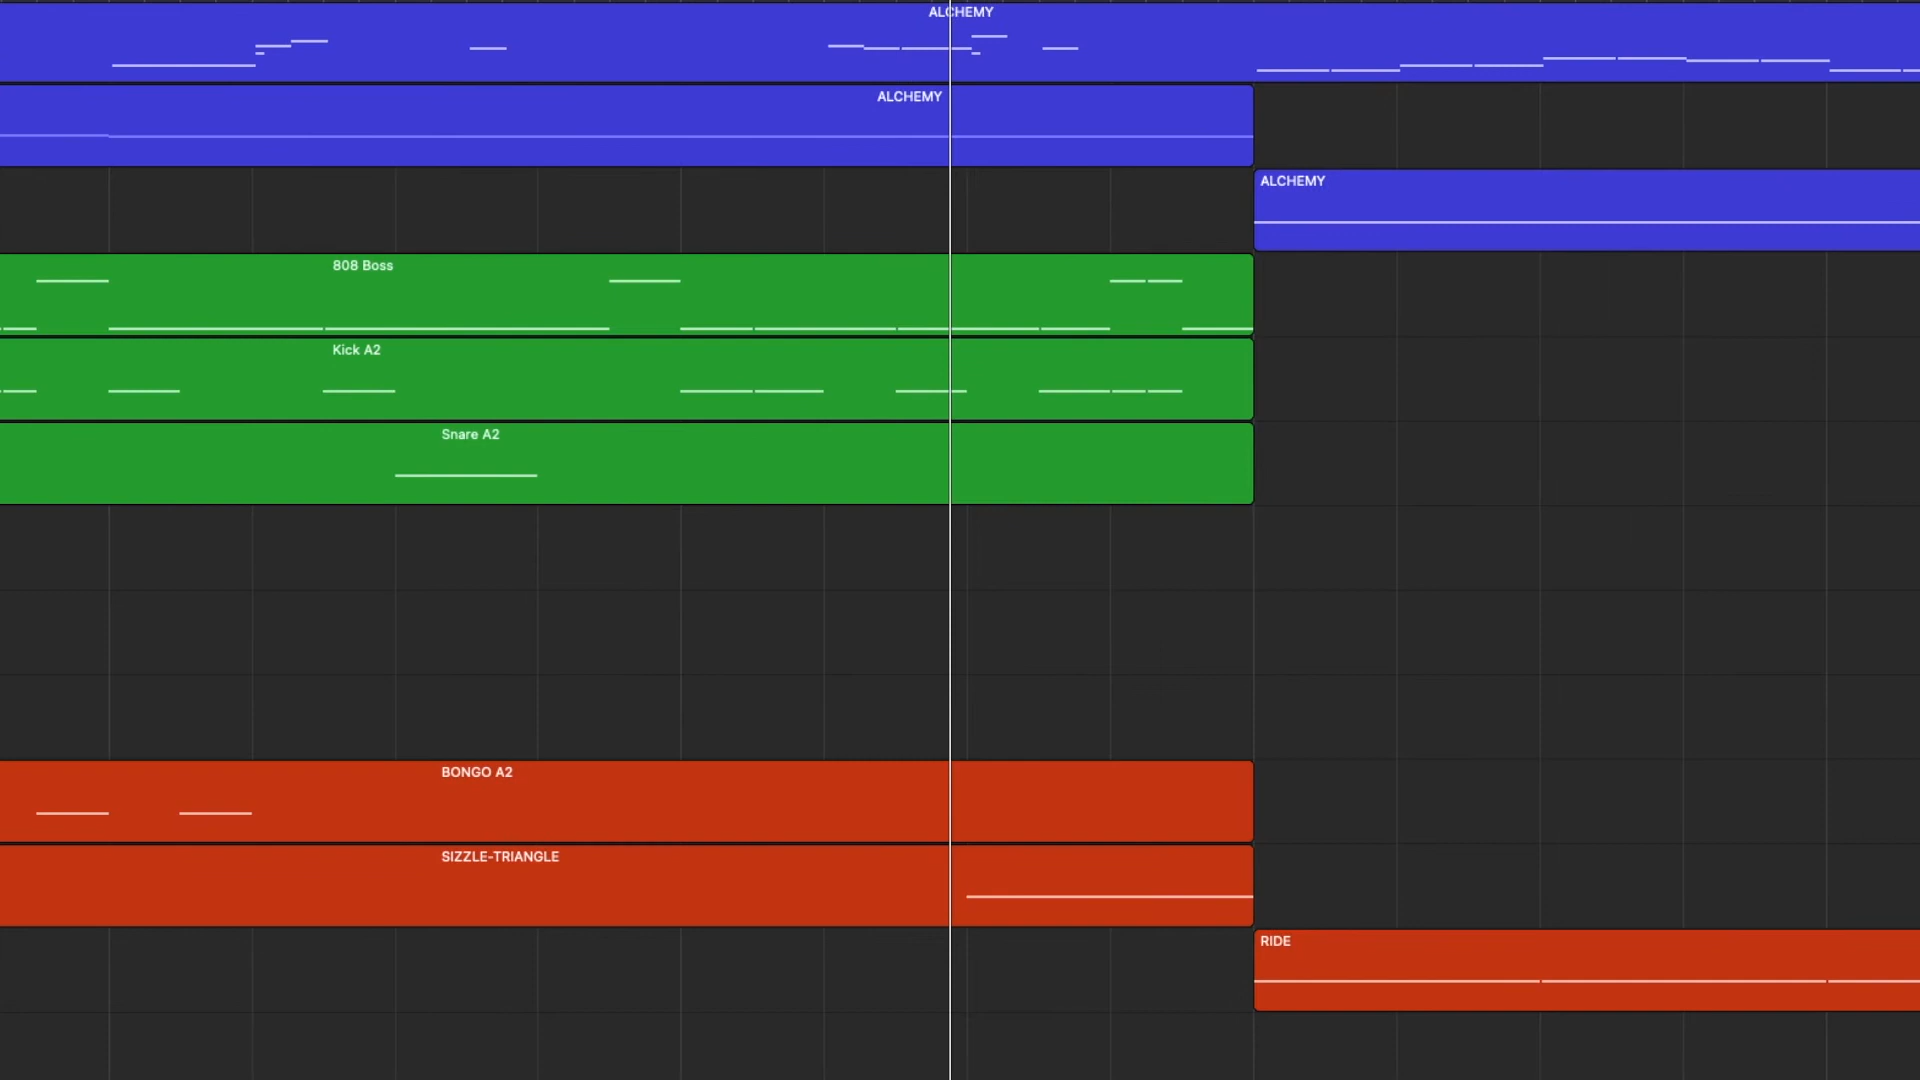 ALCHEMY
ALCHEMY
ALCHEMY
808 Boss
Kick A2
Snare A2
BONGO A2
SIZZLE-TRIANGLE
RIDE